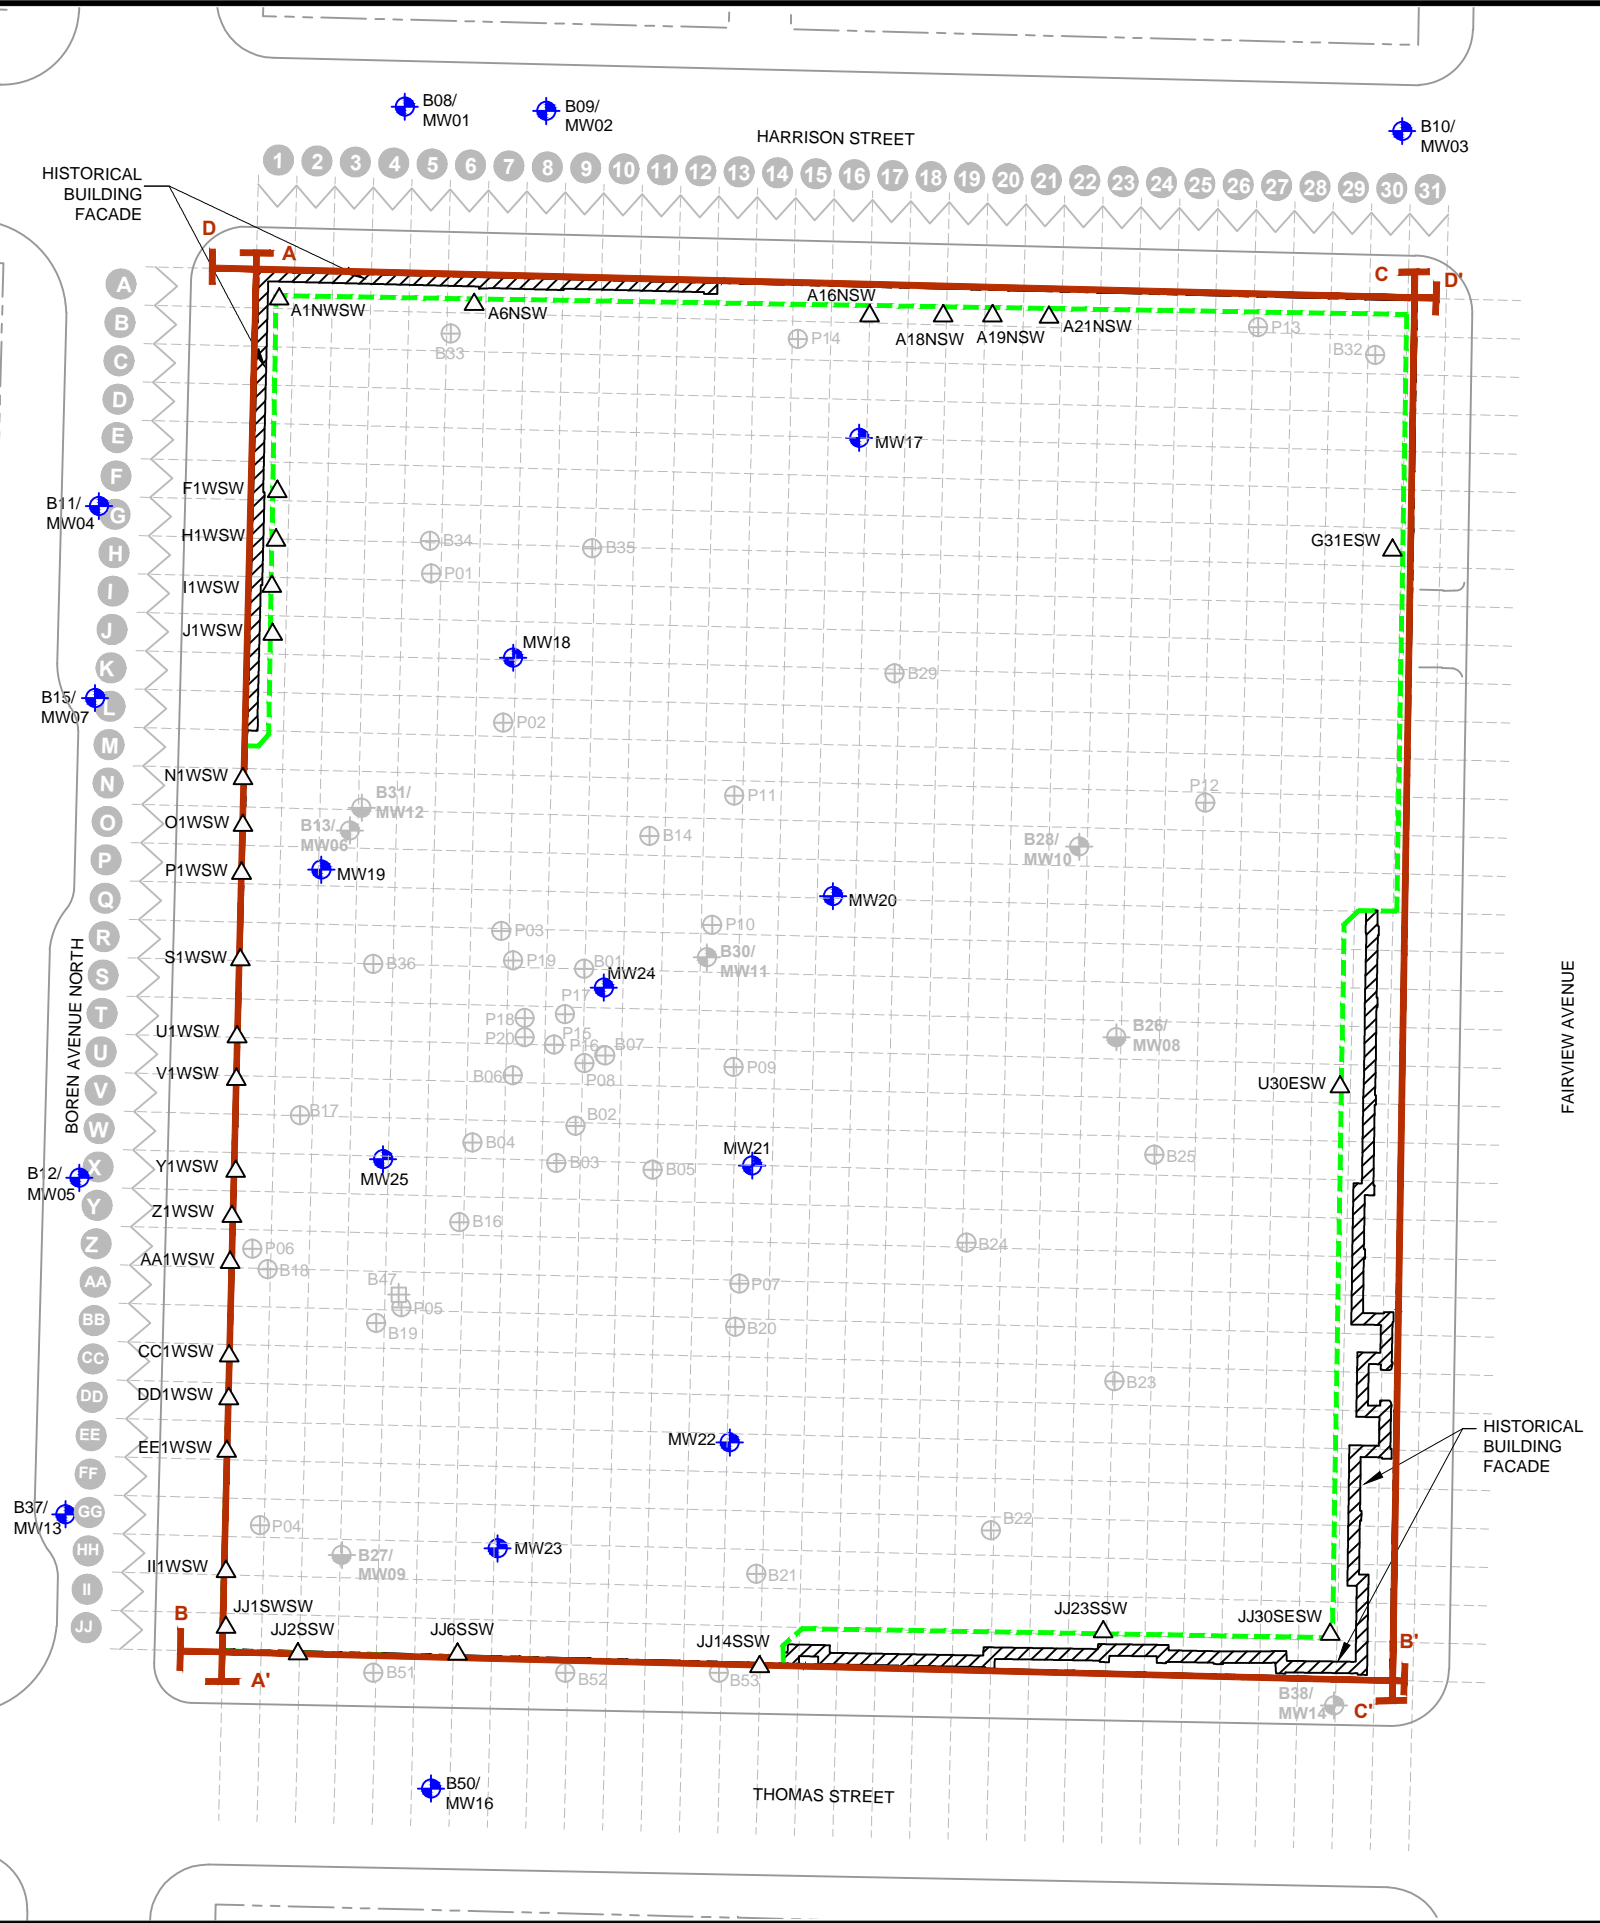 B08/
MW01
B09/
MW02
HARRISON STREET
B10/
MW03
HISTORICAL
BUILDING
FACADE
1 2 3 4 5 6 7 8 9 10 11 12 13 14 15 16 17 18 19 20 21 22 23 24 25 26 27 28 29 30 31
D
A
C
D'
A
B
C
D
E
F
G
H
I
J
K
L
M
N
O
P
Q
R
S
T
U
V
W
X
Y
Z
AA
BB
CC
DD
EE
FF
GG
HH
II
JJ
A1NWSW
A6NSW
A16NSW
A18NSW
A19NSW
A21NSW
B33
P14
P13
B32
MW17
F1WSW
B11/
MW04
H1WSW
B34
B35
G31ESW
P01
I1WSW
J1WSW
MW18
B29
B15/
MW07
P02
N1WSW
B31/
MW12
P11
P12
O1WSW
B13/
MW06
B14
B28/
MW10
P1WSW
MW19
MW20
P03
P10
S1WSW
B36
P19
B01
B30/
MW11
MW24
P17
P18
P15
U1WSW
P20
P16
B07
B26/
MW08
V1WSW
B06
P08
P09
U30ESW
BOREN AVENUE NORTH
FAIRVIEW AVENUE
B17
B02
B04
B03
B05
MW21
B25
Y1WSW
MW25
B12/
MW05
Z1WSW
B16
P06
B24
AA1WSW
B18
B47
P05
P07
B19
B20
CC1WSW
DD1WSW
B23
EE1WSW
MW22
HISTORICAL
BUILDING
FACADE
B37/
MW13
P04
B22
B27/
MW09
MW23
B21
II1WSW
JJ1SWSW
B
JJ2SSW
JJ6SSW
JJ14SSW
JJ23SSW
JJ30SESW
B'
A'
B51
B52
B53
B38/
MW14
C'
B50/
MW16
THOMAS STREET